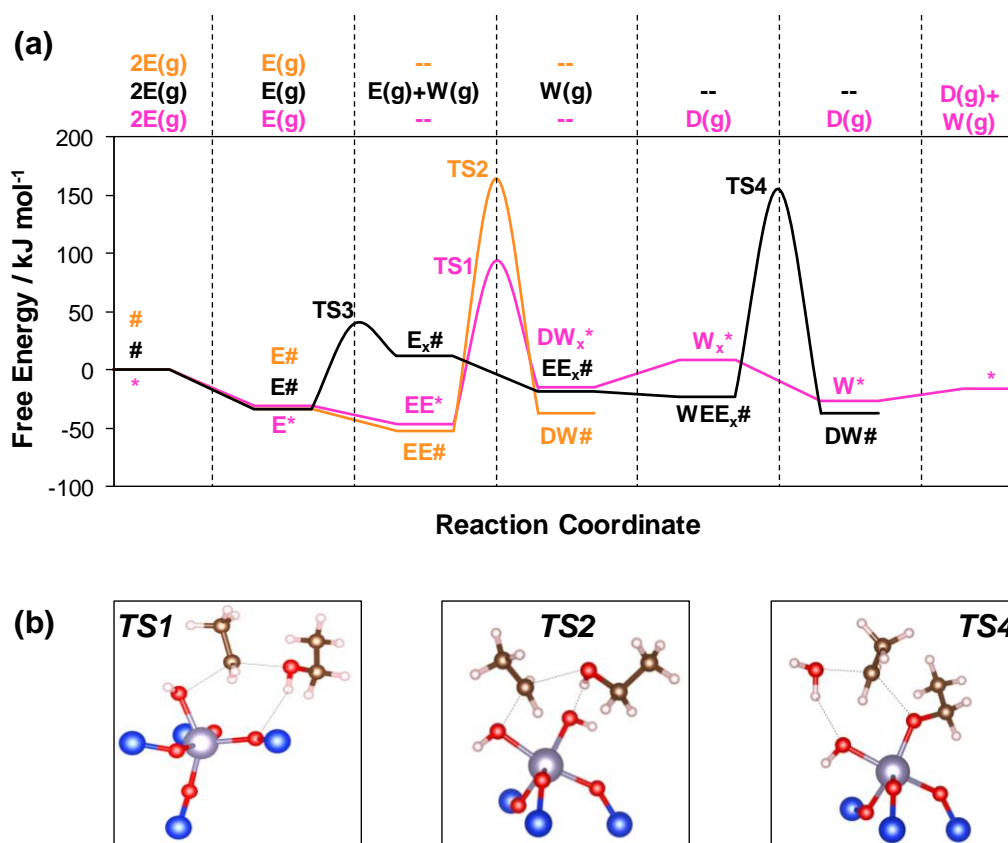 (a)
2E(g) E(g) -- --
2E(g) E(g) E(g)+W(g) W(g) -- --
2E(g) E(g) -- -- D(g) D(g) D(g)+
W(g)
200
150
100
50
0
-50
-100
Free Energy / kJ mol-1
#
#
*
E#
E#
E*
TS3
Ex#
EE*
EE#
TS2
TS1
DWx*
EEx#
DW#
Wx*
WEEx#
TS4
W*
DW#
*
Reaction Coordinate
(b)
TS1
TS2
TS4